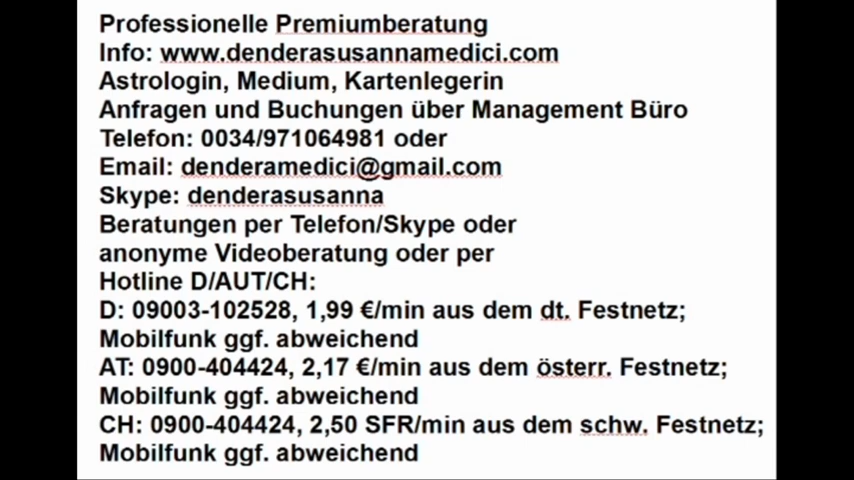 Professionelle Premiumberatung
Info: www.denderasusannamedici.com
Astrologin, Medium, Kartenlegerin
Anfragen und Buchungen über Management Büro
Telefon: 0034/971064981 oder
Email: denderamedici@gmail.com
Skype: denderasusanna
Beratungen per Telefon/Skype oder
anonyme Videoberatung oder per
Hotline D/AUT/CH:
D: 09003-102528, 1,99 €/min aus dem dt. Festnetz;
Mobilfunk ggf. abweichend
AT: 0900-404424, 2,17 €/min aus dem österr. Festnetz;
Mobilfunk ggf. abweichend
CH: 0900-404424, 2,50 SFR/min aus dem schw. Festnetz;
Mobilfunk ggf. abweichend